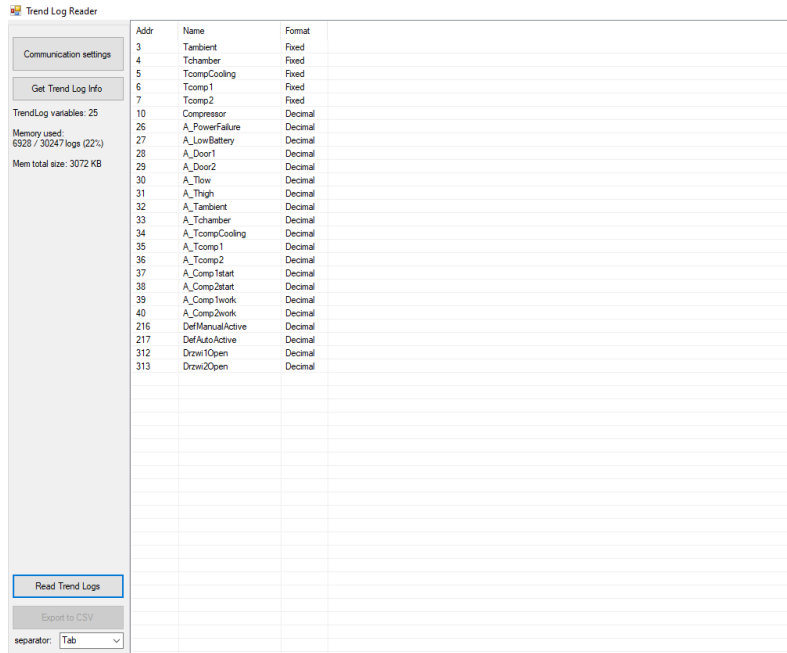 Trend Log Reader
Communication settings
Get Trend Log Info
TrendLog variables: 25
Memory used:
6928 / 30247 logs (22%)
Mem total size: 3072 KB
Addr Name Format
3 Tambient Fixed
4 Tchamber Fixed
5 TcompCooling Fixed
6 Tcomp1 Fixed
7 Tcomp2 Fixed
10 Compressor Decimal
26 A_PowerFailure Decimal
27 A_LowBattery Decimal
28 A_Door1 Decimal
29 A_Door2 Decimal
30 A_Tlow Decimal
31 A_Thigh Decimal
32 A_Tambient Decimal
33 A_Tchamber Decimal
34 A_TcompCooling Decimal
35 A_Tcomp1 Decimal
36 A_Tcomp2 Decimal
37 A_Comp1start Decimal
38 A_Comp2start Decimal
39 A_Comp1work Decimal
40 A_Comp2work Decimal
216 DefManualActive Decimal
217 DefAutoActive Decimal
312 Drzwi1Open Decimal
313 Drzwi2Open Decimal
Read Trend Logs
Export to CSV
separator: Tab